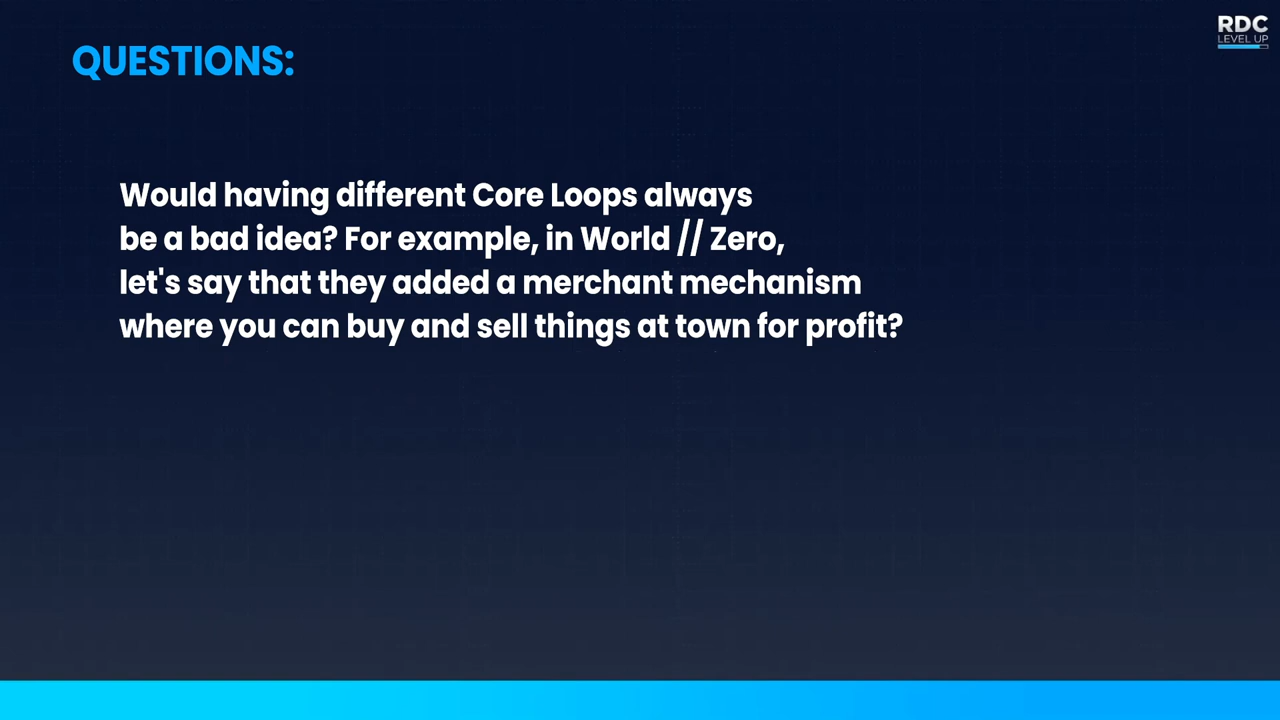 RDC
LEVEL UP
QUESTIONS:
Would having different Core Loops always
be a bad idea? For example, in World // Zero,
let's say that they added a merchant mechanism
where you can buy and sell things at town for profit?